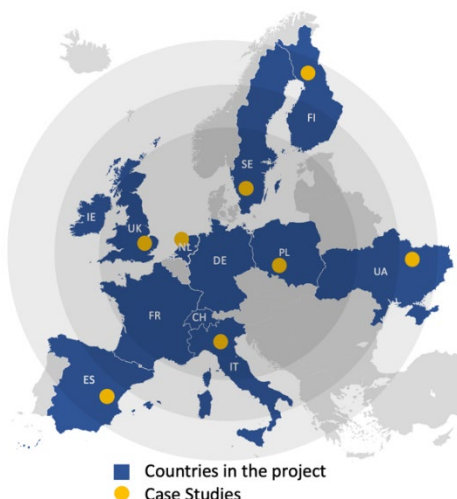 FI
SE
IE
UK
NL
DE
PL
UA
FR
CH
ES
IT
Countries in the project
Case Studies